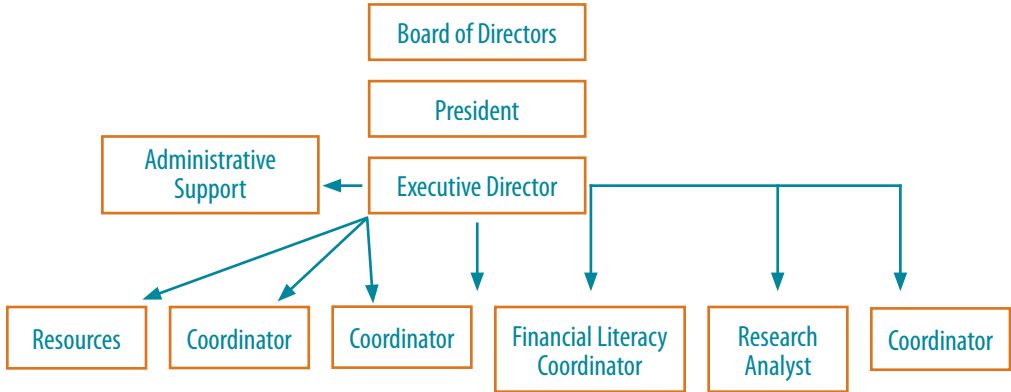 Board of Directors
President
Administrative
Support
Executive Director
Resources
Coordinator
Coordinator
Financial Literacy
Coordinator
Research
Analyst
Coordinator